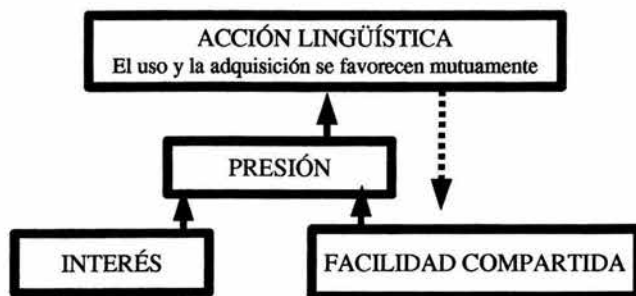 ACCIÓN LINGÜÍSTICA
El uso y la adquisición se favorecen mutuamente
PRESIÓN
INTERÉS
FACILIDAD COMPARTIDA